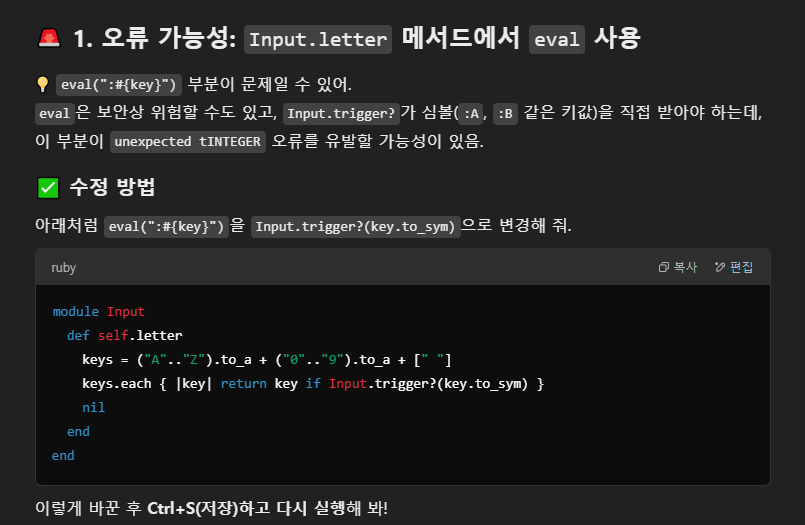 🚨 1. 오류 가능성: Input.letter 메서드에서 eval 사용
💡 eval(":#{key}") 부분이 문제일 수 있어.
eval은 보안상 위험할 수도 있고, Input.trigger?가 심볼(:A, :B 같은 키값)을 직접 받아야 하는데,
이 부분이 unexpected tINTEGER 오류를 유발할 가능성이 있음.
✅ 수정 방법
아래처럼 eval(":#{key}")을 Input.trigger?(key.to_sym)으로 변경해 줘.
ruby 복사 편집
module Input
  def self.letter
    keys = ("A".."Z").to_a + ("0".."9").to_a + [" "]
    keys.each { |key| return key if Input.trigger?(key.to_sym) }
    nil
  end
end
이렇게 바꾼 후 Ctrl+S(저장)하고 다시 실행해 봐!